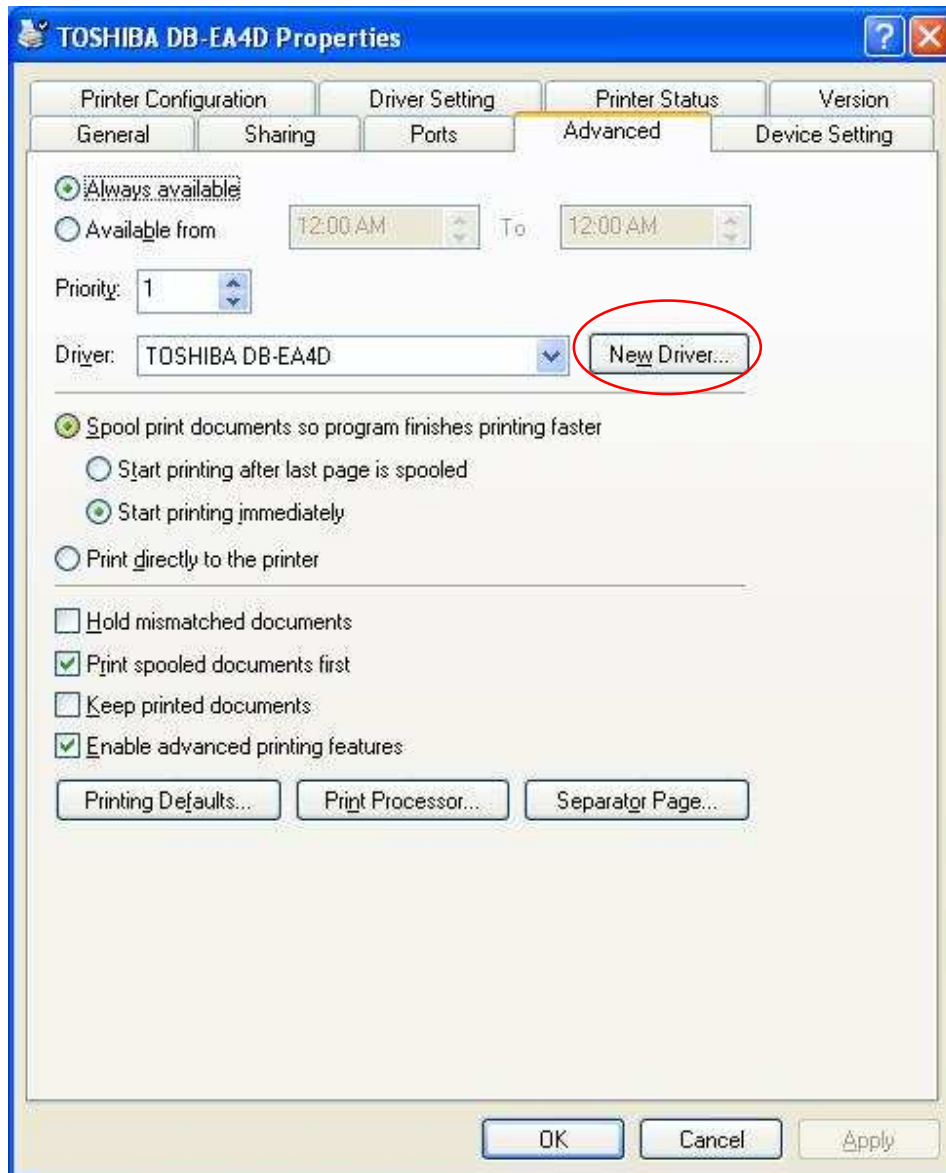 TOSHIBA DB-EA4D Properties
Printer Configuration Driver Setting Printer Status Version
General Sharing Ports Advanced Device Setting
Always available
Available from 12:00 AM To 12:00 AM
Priority: 1
Driver: TOSHIBA DB-EA4D New Driver...
Spool print documents so program finishes printing faster
Start printing after last page is spooled
Start printing immediately
Print directly to the printer
Hold mismatched documents
Print spooled documents first
Keep printed documents
Enable advanced printing features
Printing Defaults... Print Processor... Separator Page...
OK Cancel Apply